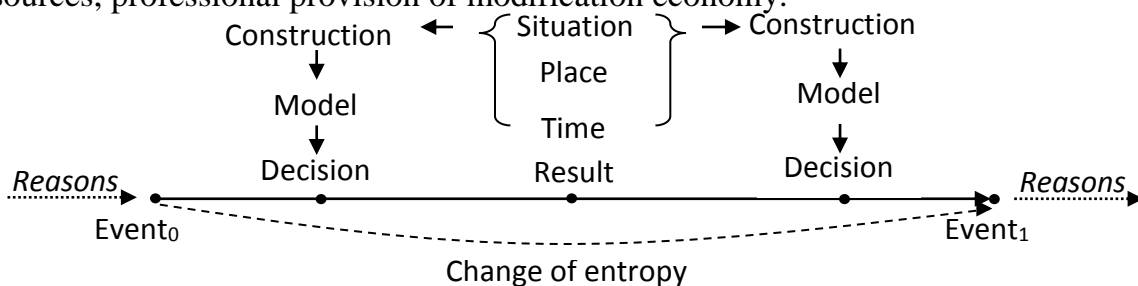 sources, professional provision of modification economy.
Construction { Situation } Construction
Place
Model Model
Time
Decision Result Decision
Reasons Reasons
Event₀ Event₁
Change of entropy